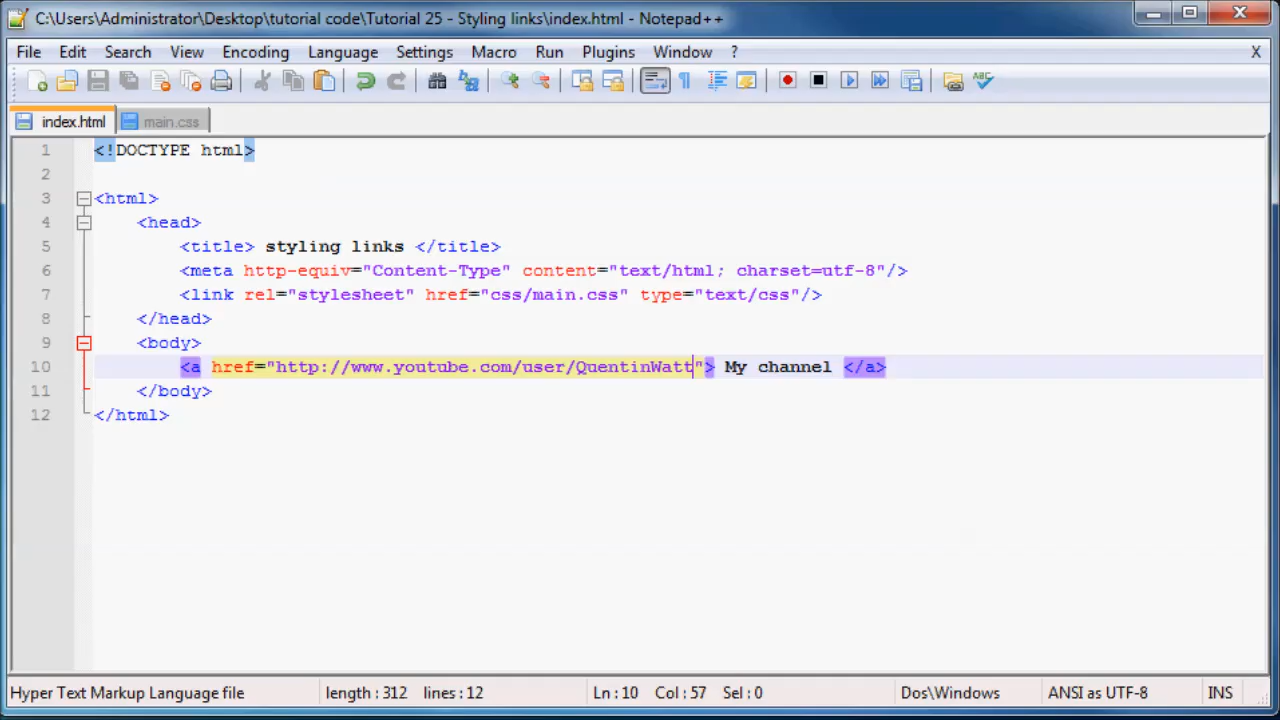 C:\Users\Administrator\Desktop\tutorial code\Tutorial 25 - Styling links\index.html - Notepad++
File Edit Search View Encoding Language Settings Macro Run Plugins Window ? X
index.html main.css
1 <!DOCTYPE html>
2
3 <html>
4 <head>
5 <title> styling links </title>
6 <meta http-equiv="Content-Type" content="text/html; charset=utf-8"/>
7 <link rel="stylesheet" href="css/main.css" type="text/css"/>
8 </head>
9 <body>
10 <a href="http://www.youtube.com/user/QuentinWatt"> My channel </a>
11 </body>
12 </html>
Hyper Text Markup Language file length : 312 lines : 12 Ln : 10 Col : 57 Sel : 0 Dos\Windows ANSI as UTF-8 INS